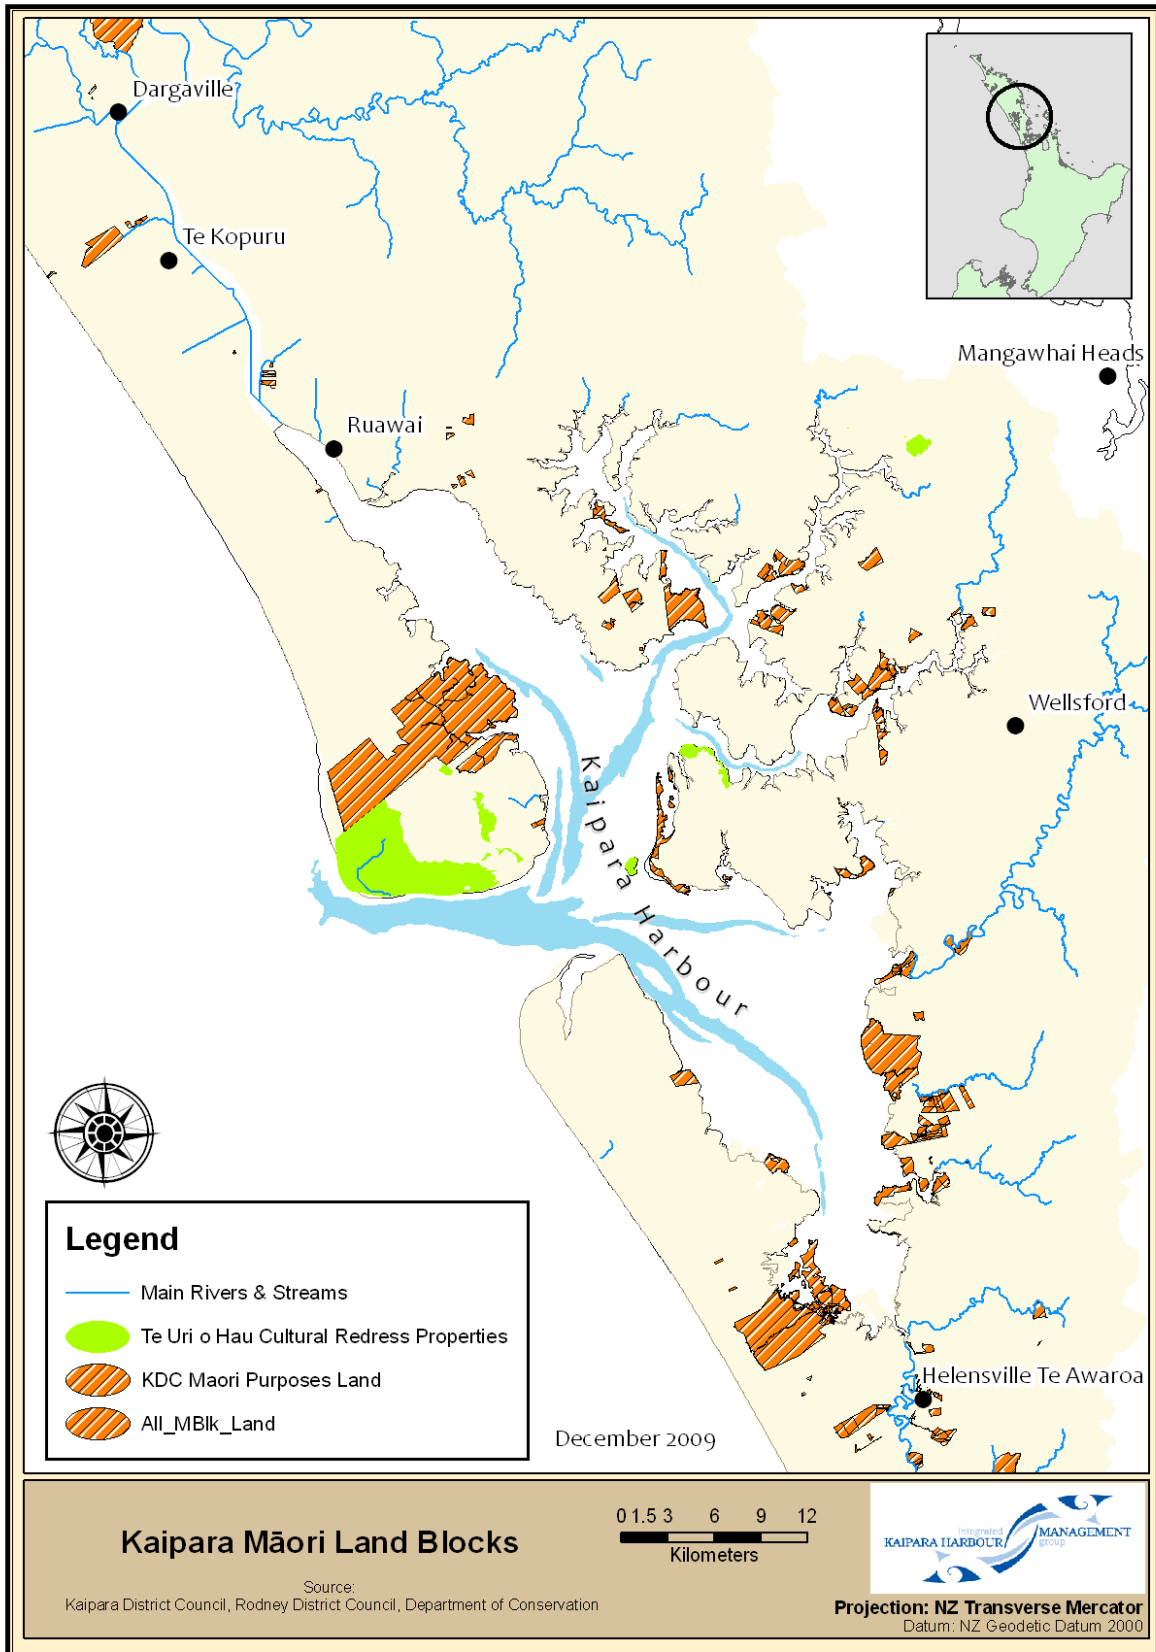 Dargaville
Te Kopuru
Mangawhai Heads
Ruawai
Wellsford
Kaipara Harbour
Helensville Te Awaroa
Legend
Main Rivers & Streams
Te Uri o Hau Cultural Redress Properties
KDC Maori Purposes Land
All_MBlk_Land
December 2009
Kaipara Māori Land Blocks
Source:
Kaipara District Council, Rodney District Council, Department of Conservation
0 1.5 3 6 9 12
Kilometers
integrated
KAIPARA HARBOUR MANAGEMENT
group
Projection: NZ Transverse Mercator
Datum: NZ Geodetic Datum 2000